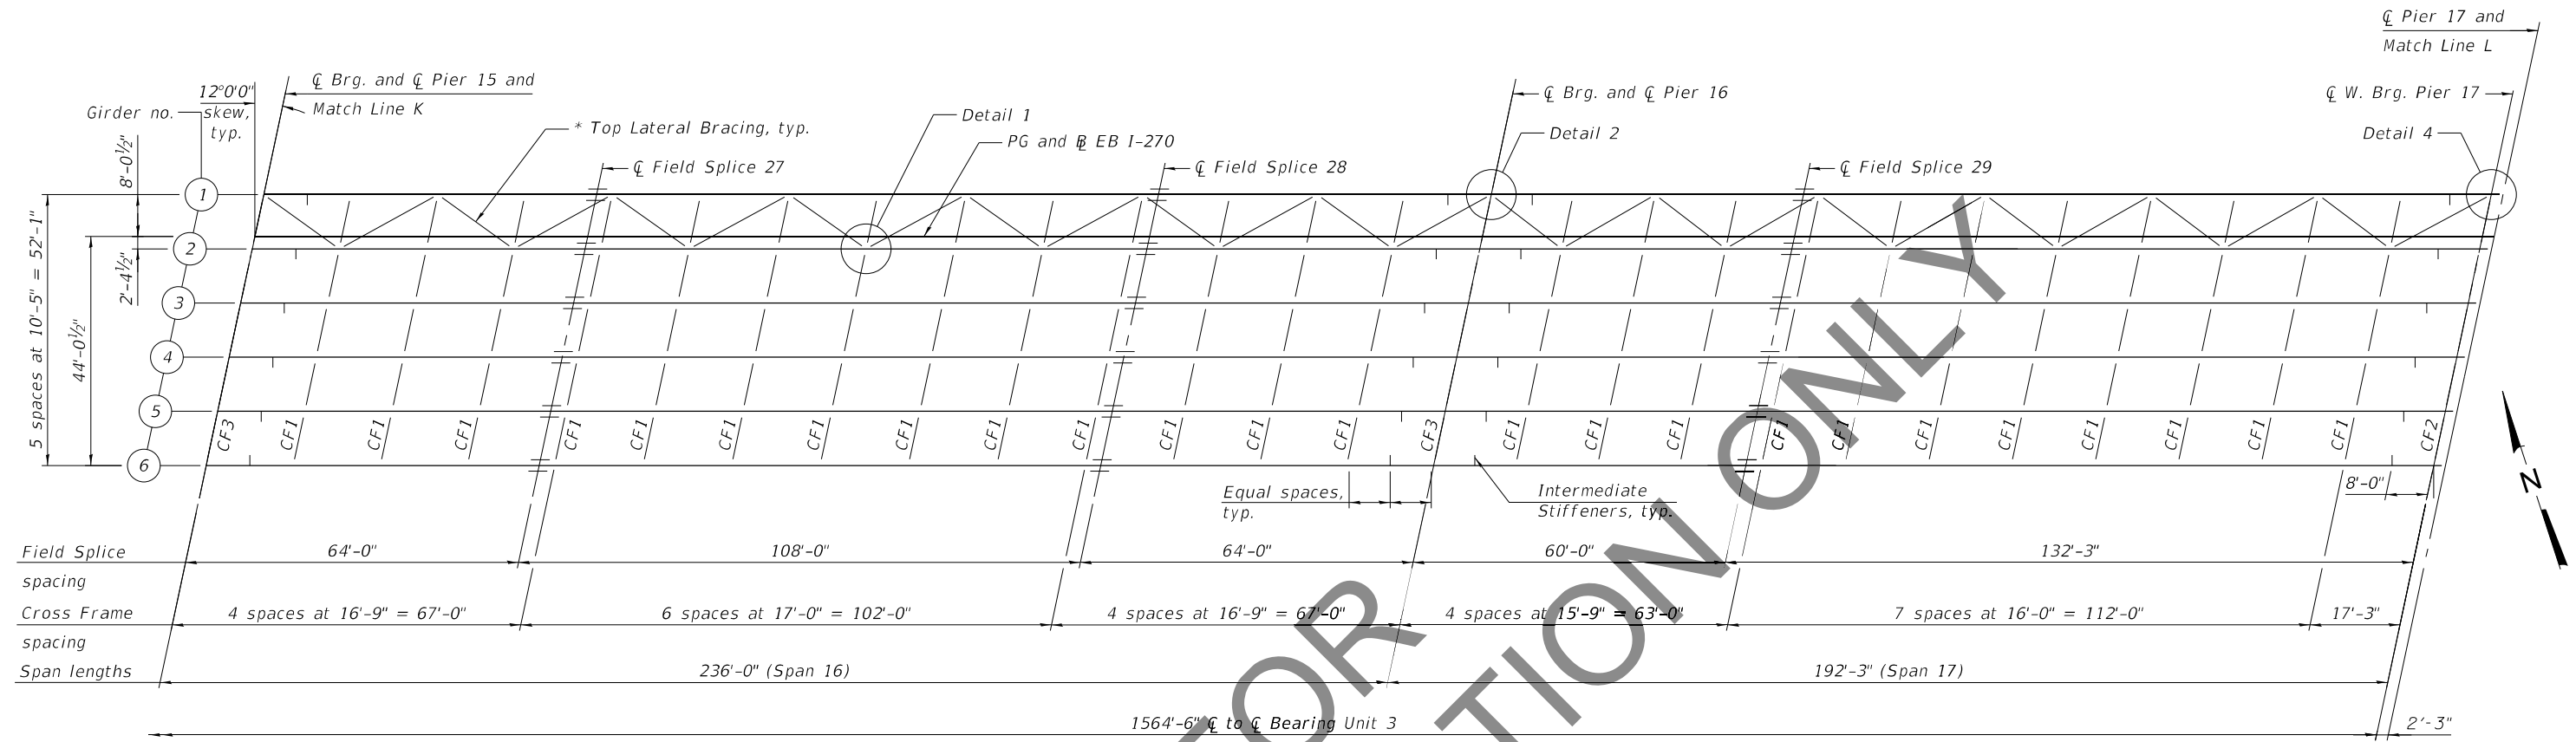 ℄ Pier 17 and
Match Line L
℄ Brg. and ℄ Pier 15 and
Match Line K
12°0'0"
skew,
typ.
Girder no.
℄ Brg. and ℄ Pier 16
℄ W. Brg. Pier 17
* Top Lateral Bracing, typ.
Detail 1
PG and ⅊ EB I-270
Detail 2
Detail 4
℄ Field Splice 27
℄ Field Splice 28
℄ Field Splice 29
8'-0½"
2'-4½"
5 spaces at 10'-5" = 52'-1"
44'-0½"
1
2
3
4
5
6
CF3 CF1 CF1 CF1 CF1 CF1 CF1 CF1 CF1 CF1 CF1 CF1 CF1 CF1 CF3 CF1 CF1 CF1 CF1 CF1 CF1 CF1 CF1 CF1 CF1 CF1 CF2
Equal spaces,
typ.
Intermediate
Stiffeners, typ.
8'-0"
N
Field Splice
spacing
64'-0" 108'-0" 64'-0" 60'-0" 132'-3"
Cross Frame
spacing
4 spaces at 16'-9" = 67'-0" 6 spaces at 17'-0" = 102'-0" 4 spaces at 16'-9" = 67'-0" 4 spaces at 15'-9" = 63'-0" 7 spaces at 16'-0" = 112'-0" 17'-3"
Span lengths
236'-0" (Span 16) 192'-3" (Span 17)
1564'-6" ℄ to ℄ Bearing Unit 3
2'-3"
FOR
TION ONLY